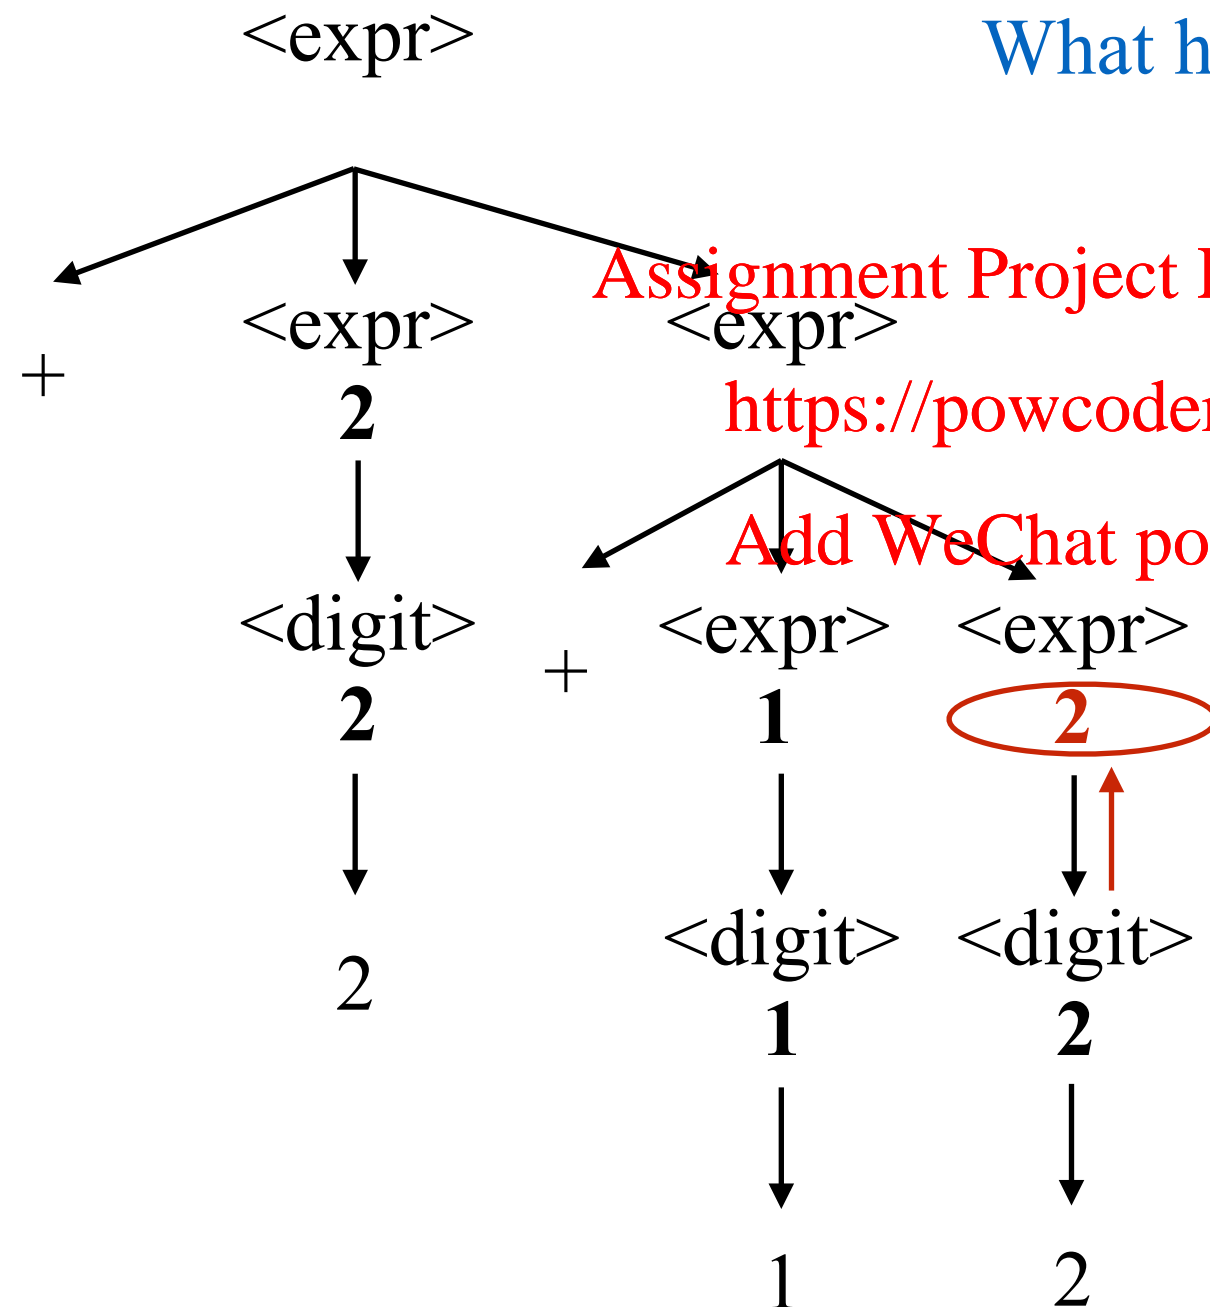 <expr>
What h
Assignment Project
<expr> <expr>
+
2
https://powcoder
Add WeChat po
<digit>
<expr> <expr>
+
2
1 2
<digit> <digit>
2
1 2
1 2